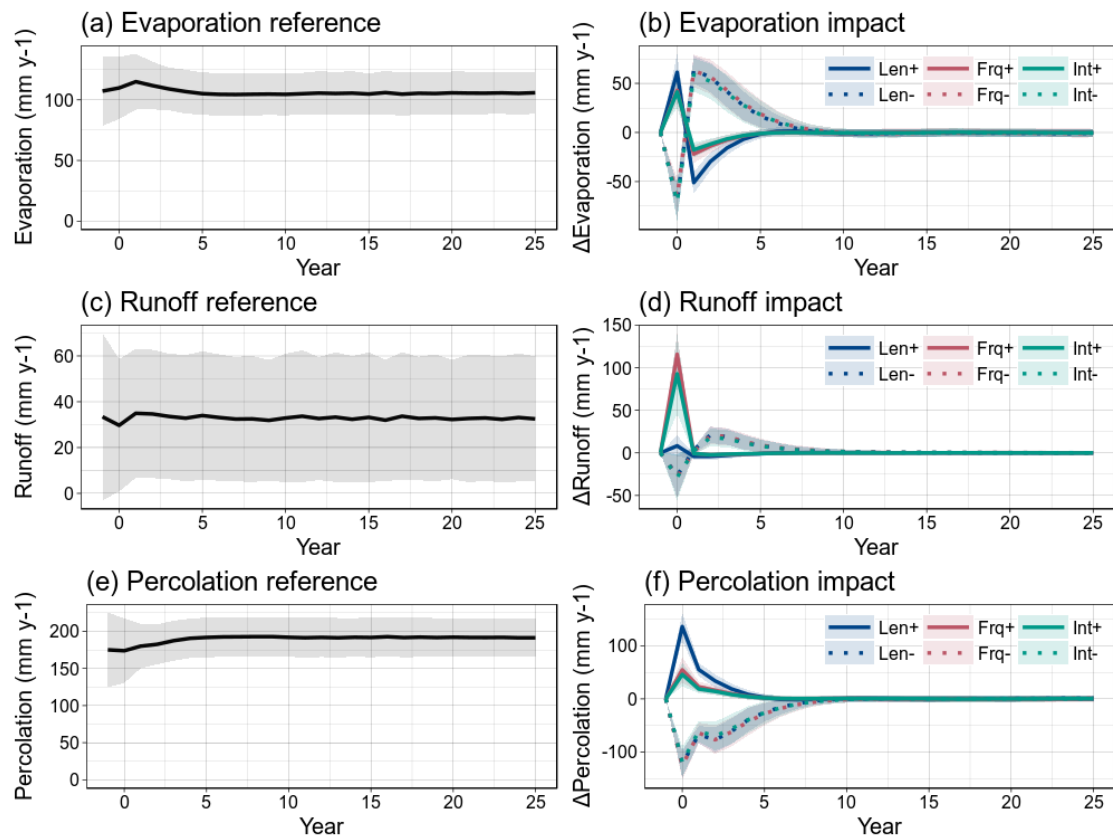 (a) Evaporation reference
Evaporation (mm y-1)
100
50
0
0 5 10 15 20 25
Year
(b) Evaporation impact
ΔEvaporation (mm y-1)
50
0
-50
Len+ Frq+ Int+
Len- Frq- Int-
0 5 10 15 20 25
Year
(c) Runoff reference
Runoff (mm y-1)
60
40
20
0
0 5 10 15 20 25
Year
(d) Runoff impact
ΔRunoff (mm y-1)
150
100
50
0
-50
Len+ Frq+ Int+
Len- Frq- Int-
0 5 10 15 20 25
Year
(e) Percolation reference
Percolation (mm y-1)
200
150
100
50
0
0 5 10 15 20 25
Year
(f) Percolation impact
ΔPercolation (mm y-1)
100
0
-100
Len+ Frq+ Int+
Len- Frq- Int-
0 5 10 15 20 25
Year